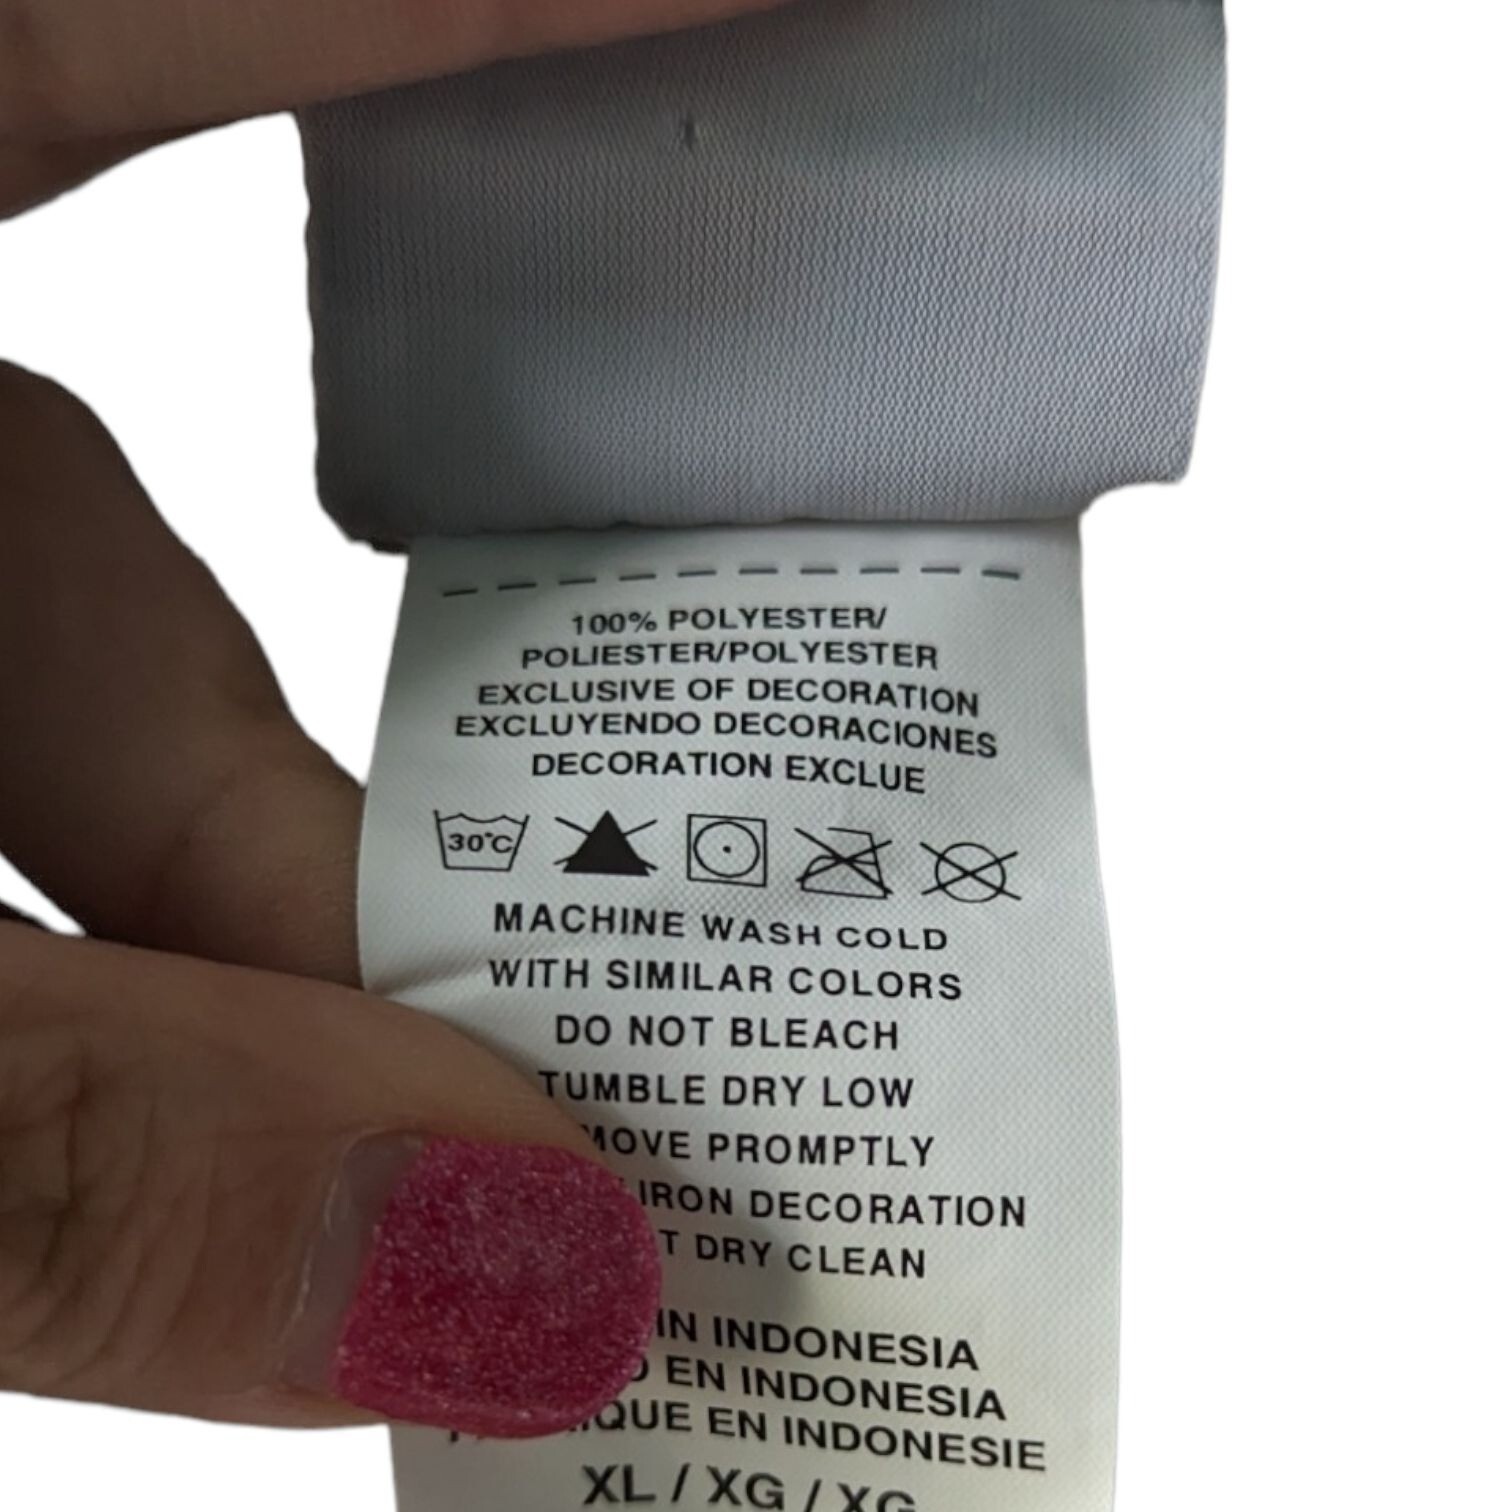 100% POLYESTER/
POLIESTER/POLYESTER
EXCLUSIVE OF DECORATION
EXCLUYENDO DECORACIONES
DECORATION EXCLUE
30°C
MACHINE WASH COLD
WITH SIMILAR COLORS
DO NOT BLEACH
TUMBLE DRY LOW
PROMPTLY
IRON DECORATION
DRY CLEAN
IN INDONESIA
EN INDONESIA
EN INDONESIE
XL / XG / XG